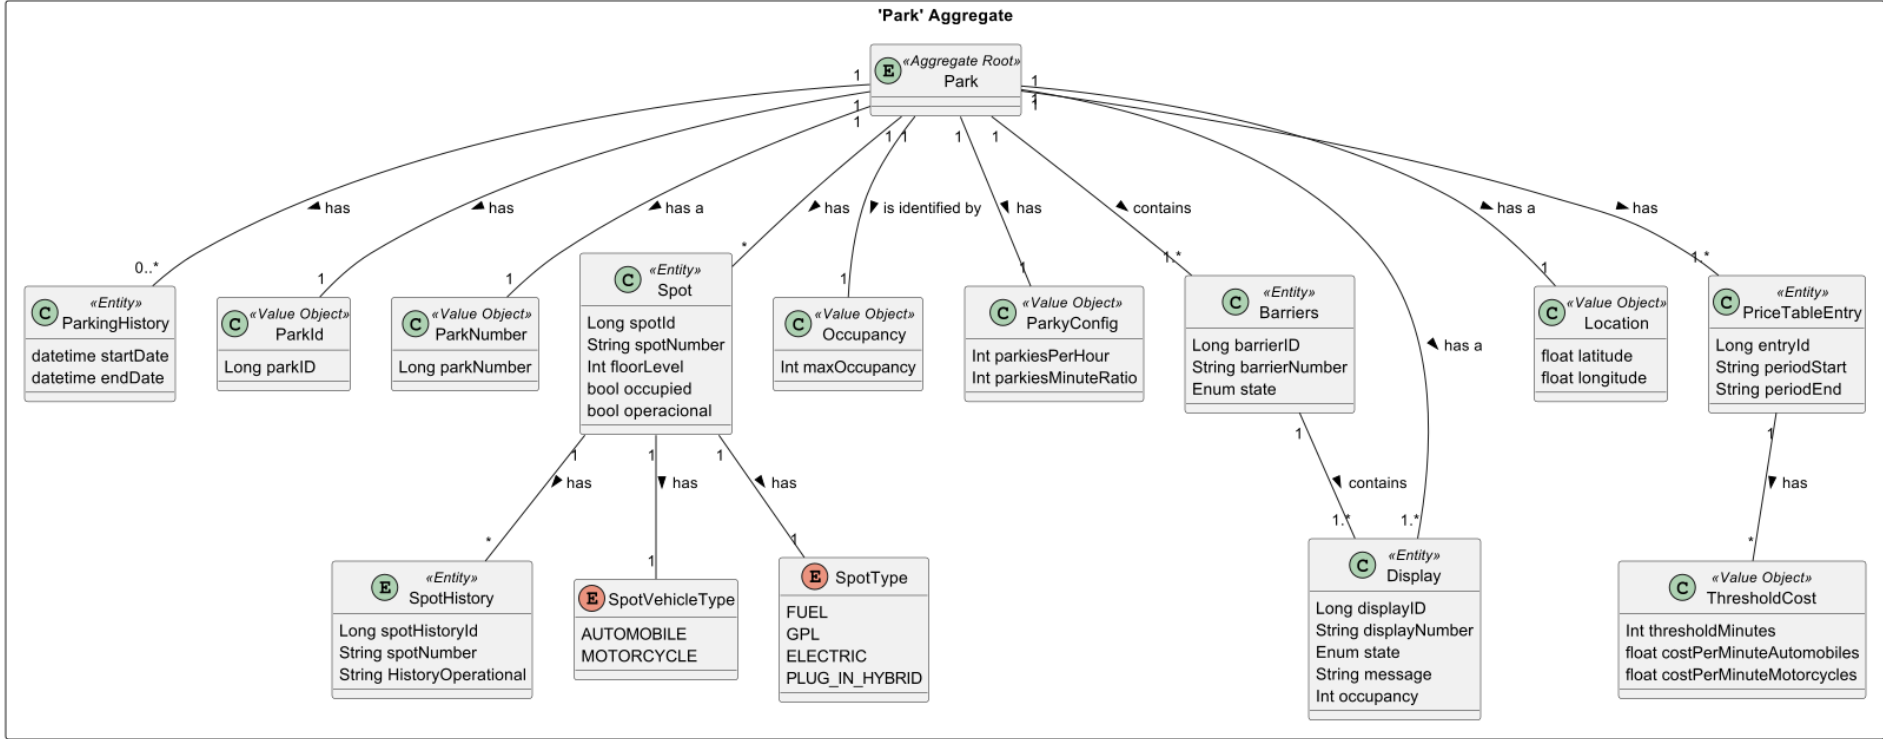 'Park' Aggregate
E «Aggregate Root»
Park
1
1
1
1
1
1
1
1
1
1
1
has
has
has a
has
is identified by
has
contains
has a
has a
has
0..*
1
1
*
1
1
1..*
1..*
1
1..*
C «Entity»
ParkingHistory
datetime startDate
datetime endDate
C «Value Object»
ParkId
Long parkID
C «Value Object»
ParkNumber
Long parkNumber
C «Entity»
Spot
Long spotId
String spotNumber
Int floorLevel
bool occupied
bool operacional
C «Value Object»
Occupancy
Int maxOccupancy
C «Value Object»
ParkyConfig
Int parkiesPerHour
Int parkiesMinuteRatio
C «Entity»
Barriers
Long barrierID
String barrierNumber
Enum state
C «Value Object»
Location
float latitude
float longitude
C «Entity»
PriceTableEntry
Long entryId
String periodStart
String periodEnd
1
1
1
1
1
has
has
has
contains
has
*
1
1
1..*
*
E «Entity»
SpotHistory
Long spotHistoryId
String spotNumber
String HistoryOperational
E SpotVehicleType
AUTOMOBILE
MOTORCYCLE
E SpotType
FUEL
GPL
ELECTRIC
PLUG_IN_HYBRID
C «Entity»
Display
Long displayID
String displayNumber
Enum state
String message
Int occupancy
C «Value Object»
ThresholdCost
Int thresholdMinutes
float costPerMinuteAutomobiles
float costPerMinuteMotorcycles